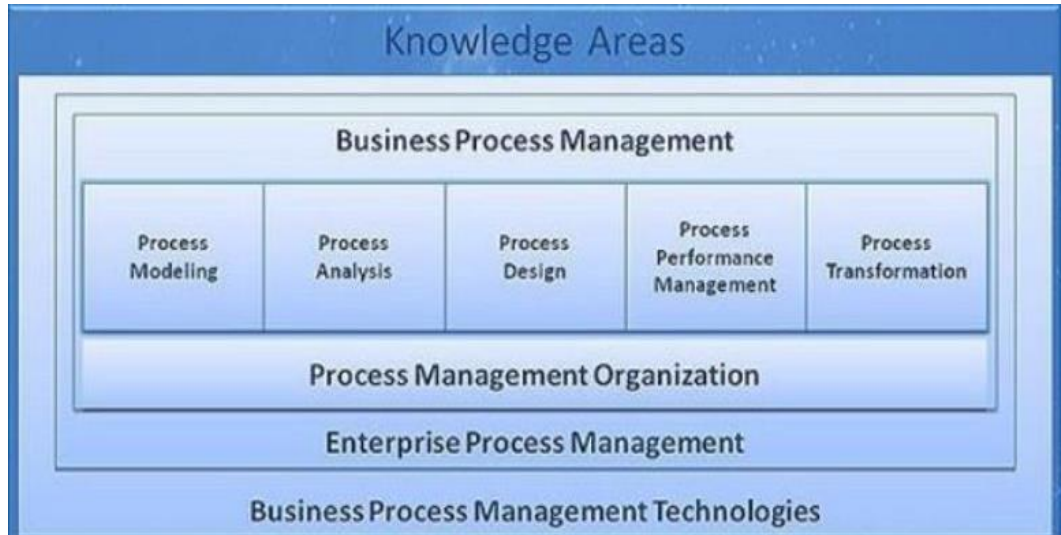 Knowledge Areas
Business Process Management
Process
Modeling
Process
Analysis
Process
Design
Process
Performance
Management
Process
Transformation
Process Management Organization
Enterprise Process Management
Business Process Management Technologies